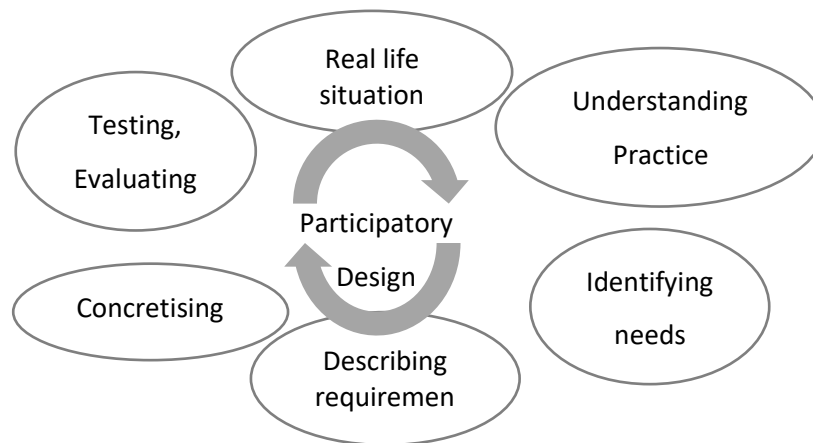 Real life
situation
Understanding
Practice
Testing,
Evaluating
Participatory
Design
Identifying
needs
Concretising
Describing
requiremen